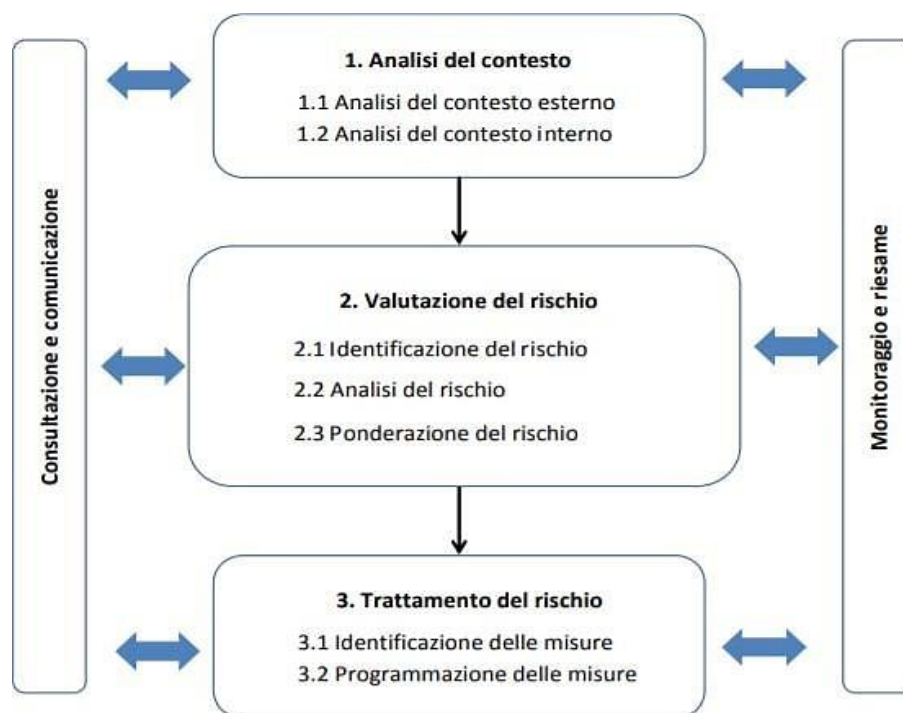 Consultazione e comunicazione
1. Analisi del contesto
1.1 Analisi del contesto esterno
1.2 Analisi del contesto interno
2. Valutazione del rischio
2.1 Identificazione del rischio
2.2 Analisi del rischio
2.3 Ponderazione del rischio
3. Trattamento del rischio
3.1 Identificazione delle misure
3.2 Programmazione delle misure
Monitoraggio e riesame